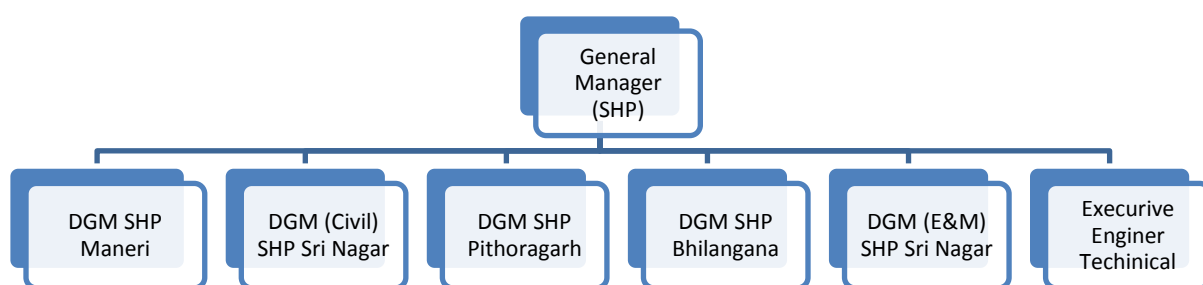 General
Manager
(SHP)
DGM SHP
Maneri
DGM (Civil)
SHP Sri Nagar
DGM SHP
Pithoragarh
DGM SHP
Bhilangana
DGM (E&M)
SHP Sri Nagar
Execurive
Enginer
Techinical